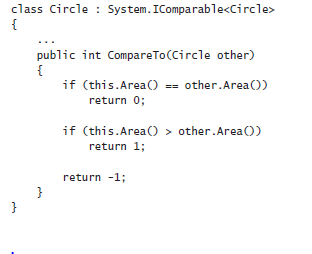 class Circle : System.IComparable<Circle>
{
    ...
    public int CompareTo(Circle other)
    {
        if (this.Area() == other.Area())
            return 0;

        if (this.Area() > other.Area())
            return 1;

        return -1;
    }
}